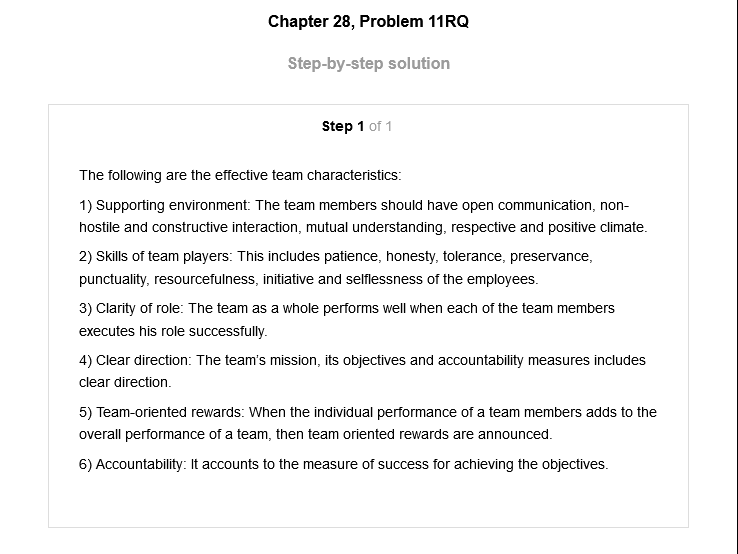 Chapter 28, Problem 11RQ
Step-by-step solution
Step 1 of 1
The following are the effective team characteristics:
1) Supporting environment: The team members should have open communication, non-
hostile and constructive interaction, mutual understanding, respective and positive climate.
2) Skills of team players: This includes patience, honesty, tolerance, preservance,
punctuality, resourcefulness, initiative and selflessness of the employees.
3) Clarity of role: The team as a whole performs well when each of the team members
executes his role successfully.
4) Clear direction: The team's mission, its objectives and accountability measures includes
clear direction.
5) Team-oriented rewards: When the individual performance of a team members adds to the
overall performance of a team, then team oriented rewards are announced.
6) Accountability: It accounts to the measure of success for achieving the objectives.